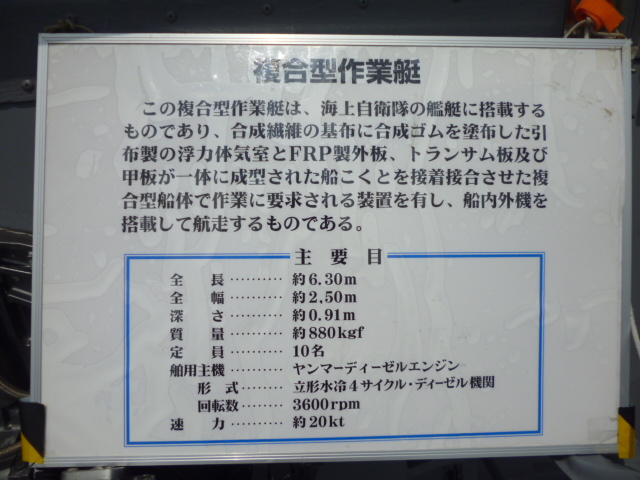 複合型作業艇
この複合型作業艇は、海上自衛隊の艦艇に搭載する
ものであり、合成繊維の基布に合成ゴムを塗布した引
布製の浮力体気室とFRP製外板、トランサム板及び
甲板が一体に成型された船こくとを接着接合させた複
合型船体で作業に要求される装置を有し、船内外機を
搭載して航走するものである。
主要目
全長 ………… 約6.30m
全幅 ………… 約2.50m
深さ ………… 約0.91m
質量 ………… 約880kgf
定員 ………… 10名
舶用主機 ………… ヤンマーディーゼルエンジン
形式 ………… 立形水冷4サイクル・ディーゼル機関
回転数 ………… 3600rpm
速力 ………… 約20kt